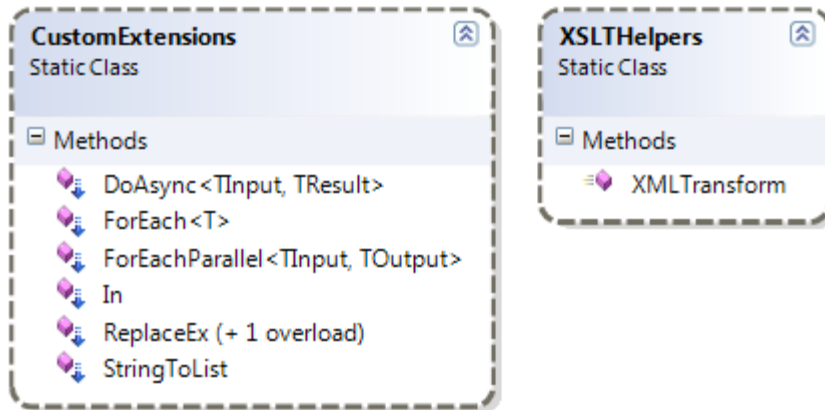 CustomExtensions
Static Class
Methods
DoAsync<TInput, TResult>
ForEach<T>
ForEachParallel<TInput, TOutput>
In
ReplaceEx (+ 1 overload)
StringToList
XSLTHelpers
Static Class
Methods
XMLTransform